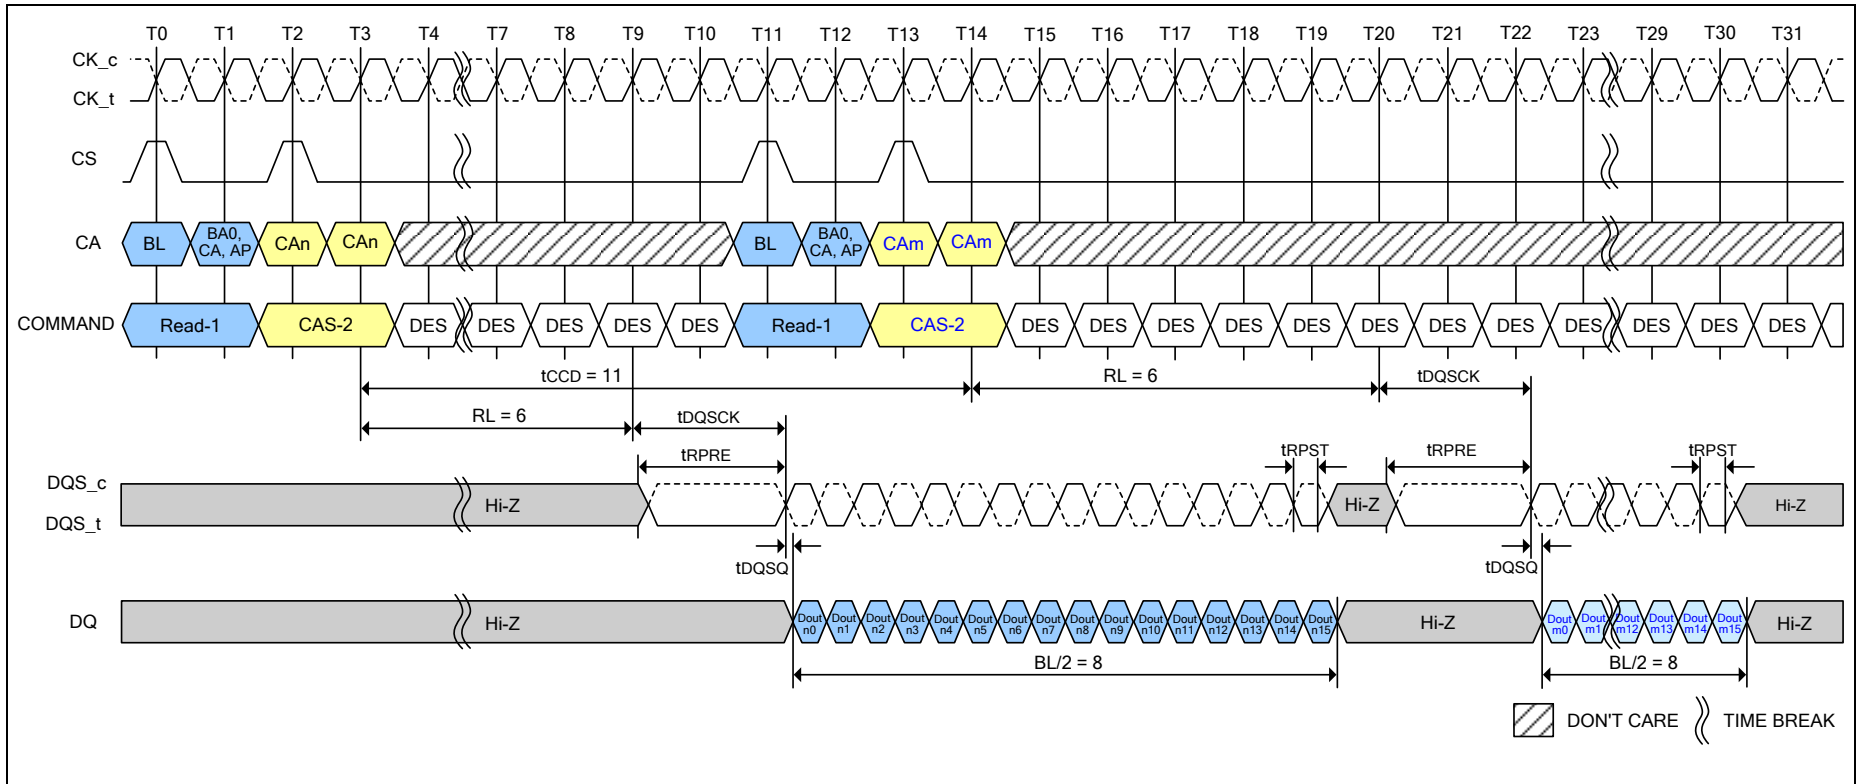 T0 T1 T2 T3 T4 T7 T8 T9 T10 T11 T12 T13 T14 T15 T16 T17 T18 T19 T20 T21 T22 T23 T29 T30 T31
CK_c
CK_t
CS
CA BL BA0, CA, AP CAn CAn BL BA0, CA, AP CAm CAm
COMMAND Read-1 CAS-2 DES DES DES DES DES Read-1 CAS-2 DES DES DES DES DES DES DES DES DES DES DES DES
tCCD = 11 RL = 6 tDQSCK
RL = 6 tDQSCK
tRPRE tRPST tRPRE tRPST
DQS_c
Hi-Z Hi-Z Hi-Z
DQS_t
tDQSQ tDQSQ
DQ Hi-Z Dout n0 Dout n1 Dout n2 Dout n3 Dout n4 Dout n5 Dout n6 Dout n7 Dout n8 Dout n9 Dout n10 Dout n11 Dout n12 Dout n13 Dout n14 Dout n15 Hi-Z Dout m0 Dout m1 Dout m12 Dout m13 Dout m14 Dout m15 Hi-Z
BL/2 = 8 BL/2 = 8
DON'T CARE TIME BREAK